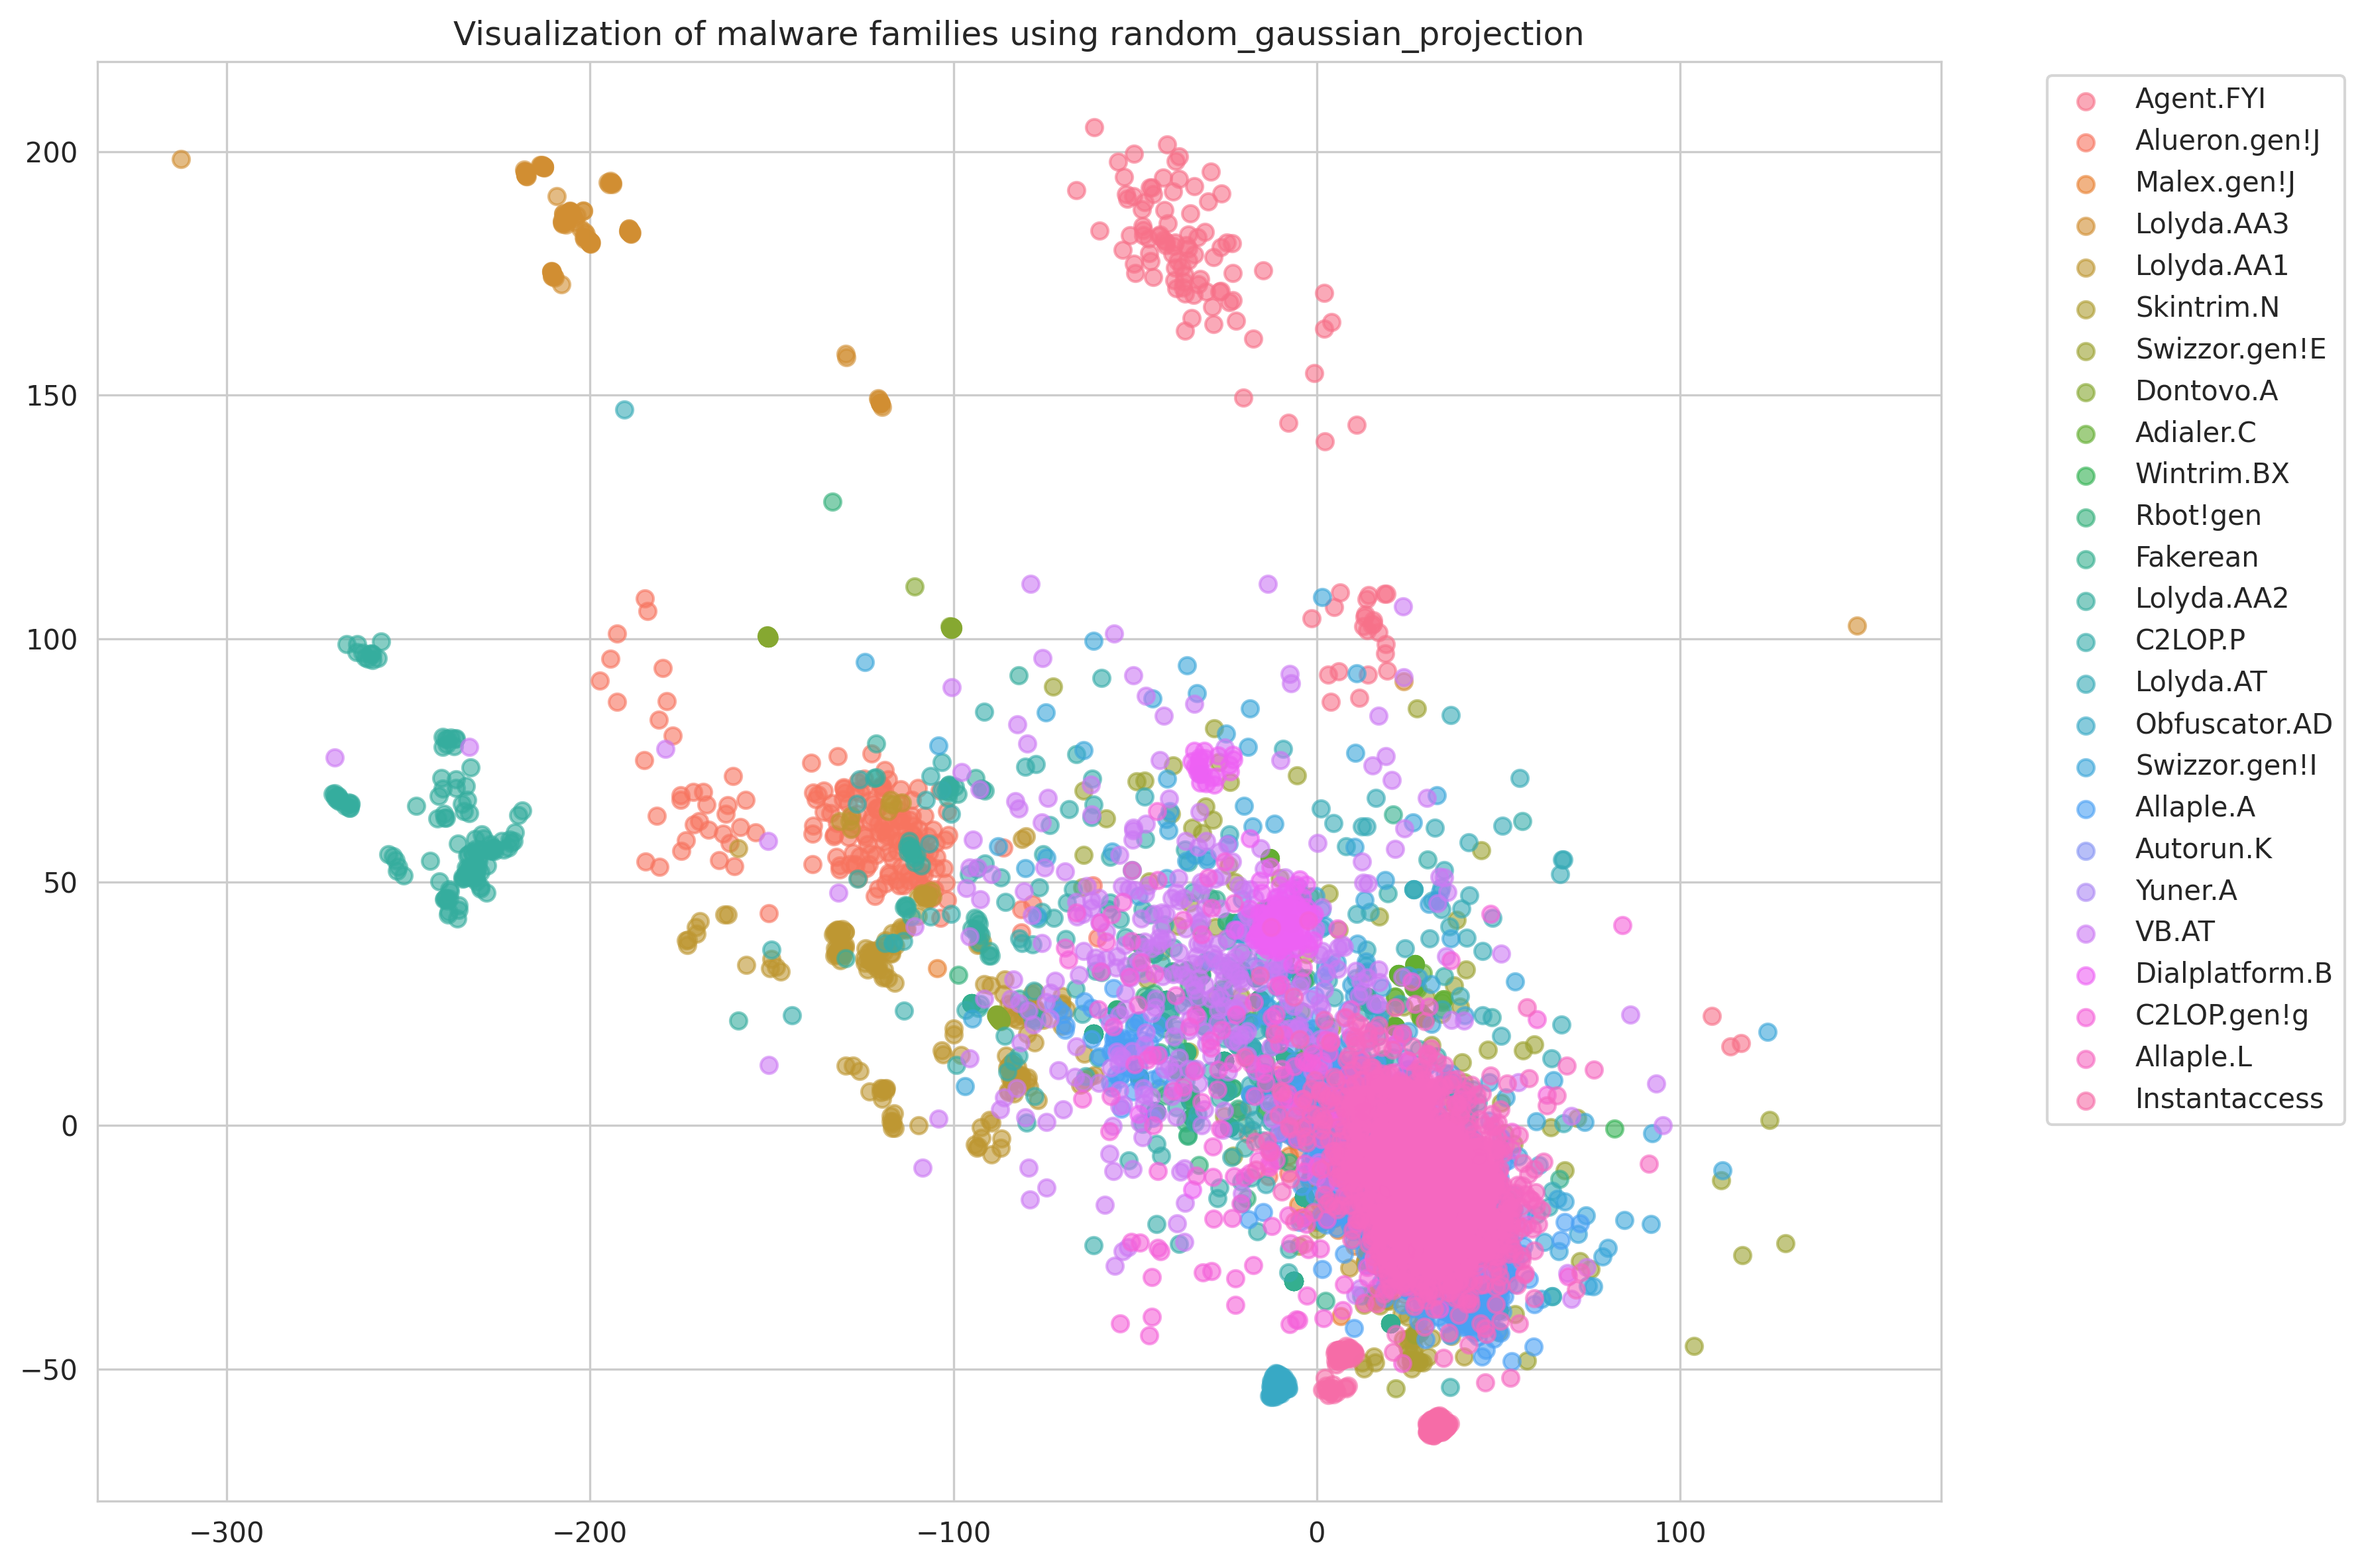 Visualization of malware families using random_gaussian_projection
200
150
100
50
0
−50
−300
−200
−100
0
100
Agent.FYI
Alueron.gen!J
Malex.gen!J
Lolyda.AA3
Lolyda.AA1
Skintrim.N
Swizzor.gen!E
Dontovo.A
Adialer.C
Wintrim.BX
Rbot!gen
Fakerean
Lolyda.AA2
C2LOP.P
Lolyda.AT
Obfuscator.AD
Swizzor.gen!I
Allaple.A
Autorun.K
Yuner.A
VB.AT
Dialplatform.B
C2LOP.gen!g
Allaple.L
Instantaccess